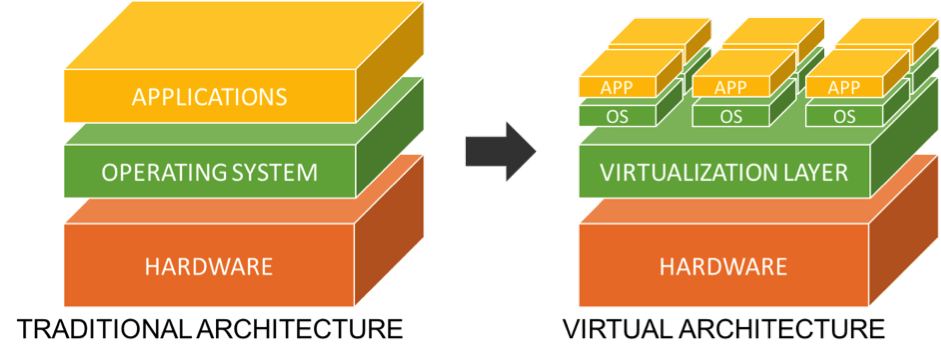 APPLICATIONS
OPERATING SYSTEM
HARDWARE
TRADITIONAL ARCHITECTURE
APP APP APP
OS OS OS
VIRTUALIZATION LAYER
HARDWARE
VIRTUAL ARCHITECTURE